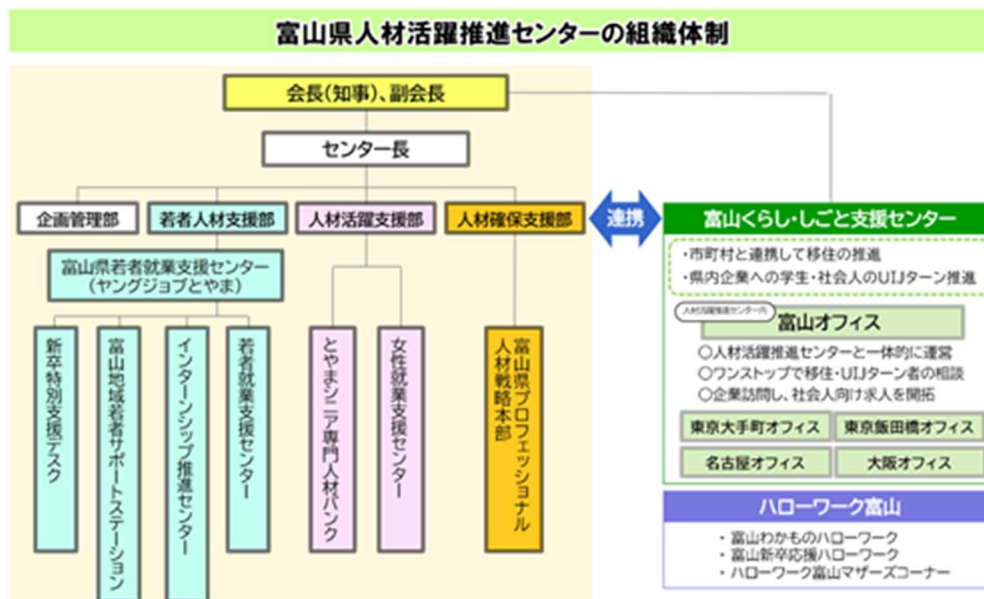 富山県人材活躍推進センターの組織体制
会長(知事)、副会長
センター長
企画管理部
若者人材支援部
人材活躍支援部
人材確保支援部
連携
富山県若者就業支援センター
(ヤングジョブとやま)
新卒特別支援デスク
富山地域若者サポートステーション
インターンシップ推進センター
若者就業支援センター
とやまシニア専門人材バンク
女性就業支援センター
富山県プロフェッショナル
人材戦略本部
富山くらし・しごと支援センター
・市町村と連携して移住の推進
・県内企業への学生・社会人のUIJターン推進
人材活躍推進センター内
富山オフィス
○人材活躍推進センターと一体的に運営
○ワンストップで移住・UIJターン者の相談
○企業訪問し、社会人向け求人を開拓
東京大手町オフィス
東京飯田橋オフィス
名古屋オフィス
大阪オフィス
ハローワーク富山
・富山わかものハローワーク
・富山新卒応援ハローワーク
・ハローワーク富山マザーズコーナー